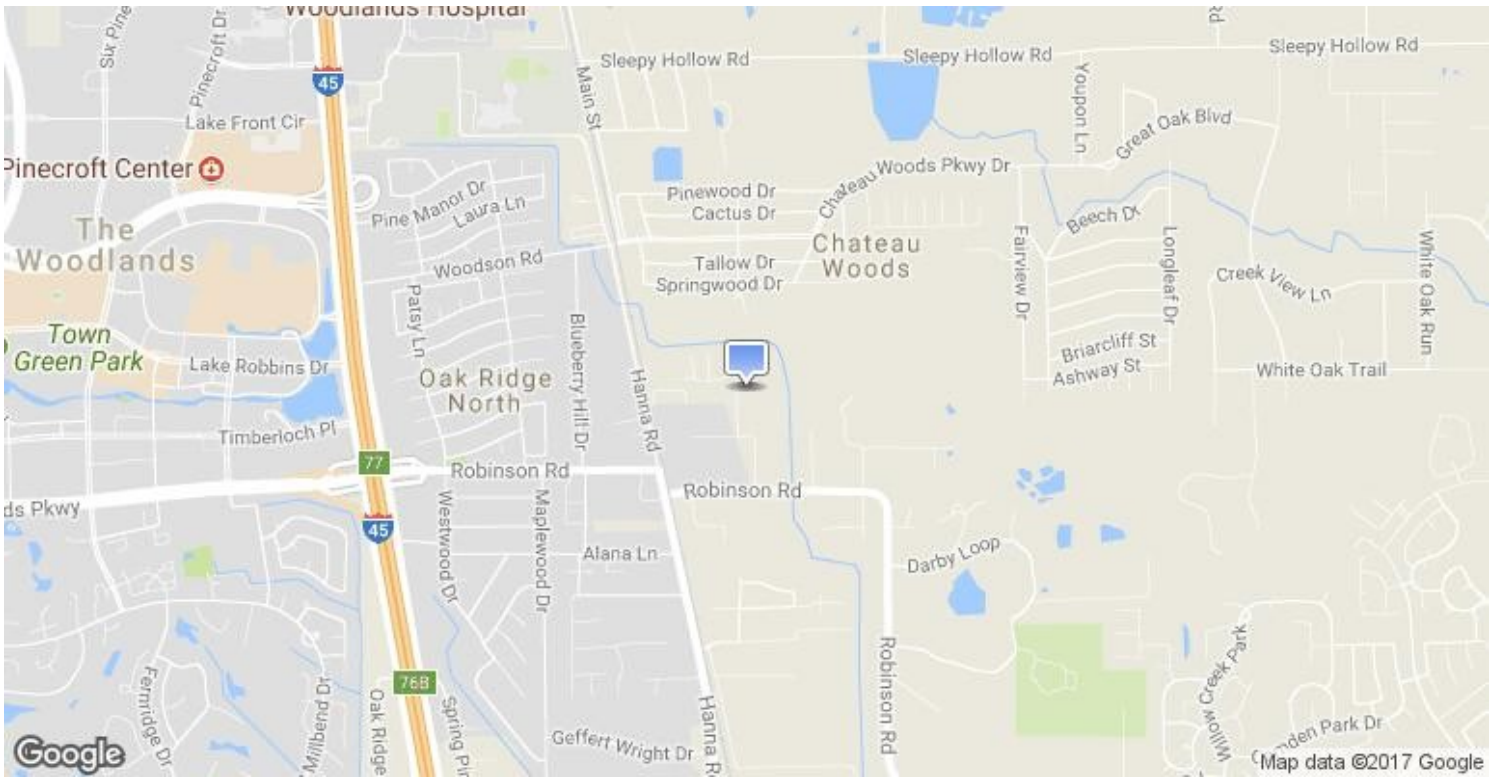 Woodlands Hospital
Six Pine
Pinecroft Dr
45
Main St
Sleepy Hollow Rd
Sleepy Hollow Rd
Rd
Sleepy Hollow Rd
Youpon Ln
Great Oak Blvd
Lake Front Cir
Pinecroft Center
Woods Pkwy Dr
Chateau
Pinewood Dr
Cactus Dr
Pine Manor Dr
Laura Ln
Beech Dr
The
Woodlands
Woodson Rd
Chateau
Woods
Tallow Dr
Springwood Dr
Fairview Dr
Longleaf Dr
Creek View Ln
White Oak Run
Patsy Ln
Blueberry Hill Dr
Town
Green Park
Lake Robbins Dr
Oak Ridge
North
Hanna Rd
Briarcliff St
Ashway St
White Oak Trail
Timberloch Pl
77
Robinson Rd
Robinson Rd
ds Pkwy
45
Westwood Dr
Maplewood Dr
Alana Ln
Darby Loop
Robinson Rd
Willow Creek Park
76B
Fernridge Dr
Millbend Dr
Oak Ridge
Spring Pin
Geffert Wright Dr
Hanna R
Camden Park Dr
Google
Map data ©2017 Google